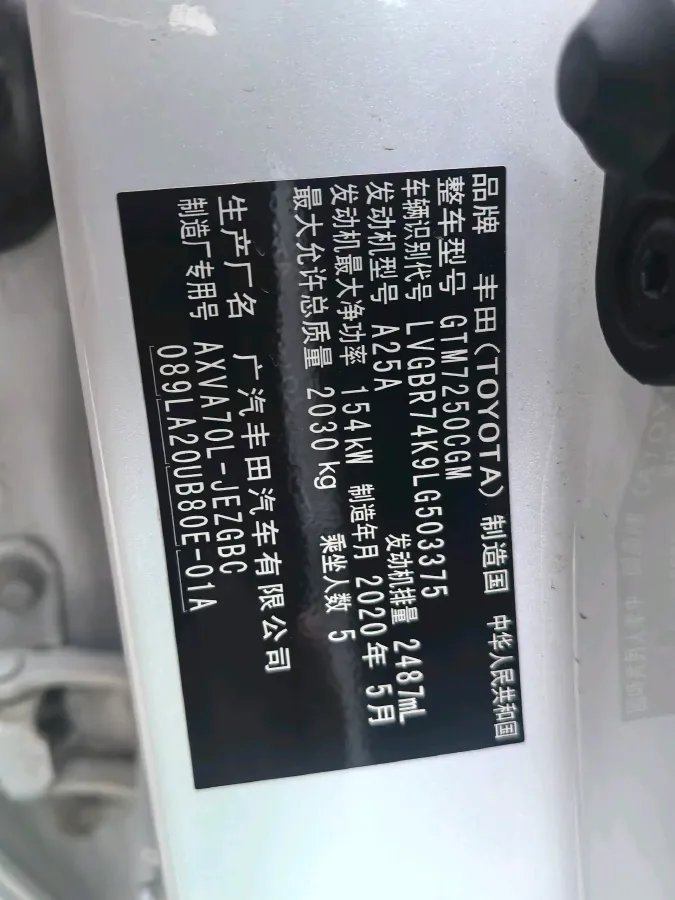 品牌 丰田(TOYOTA) 制造国 中华人民共和国
整车型号 GTM7250CGM
车辆识别代号 LVGBR74K9LG503375
发动机型号 A25A 发动机排量 2487mL
发动机最大净功率 154kW 制造年月 2020年 5月
最大允许总质量 2030kg 乘坐人数 5
生产厂名 广汽丰田汽车有限公司
制造厂专用号 AXVA70L-JEZGBC
089LA20UB80E-01A